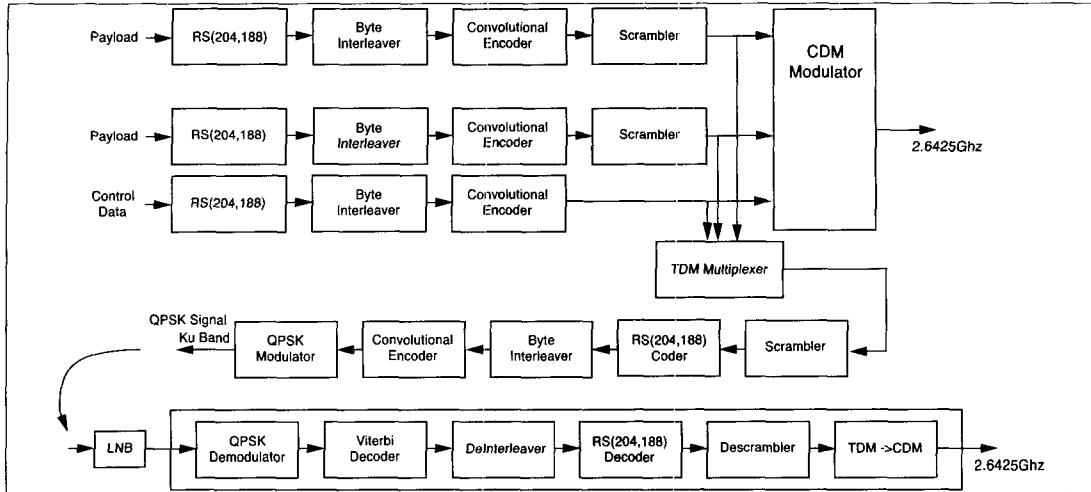 Payload
RS(204,188)
Byte
Interleaver
Convolutional
Encoder
Scrambler
CDM
Modulator
Payload
RS(204,188)
Byte
Interleaver
Convolutional
Encoder
Scrambler
2.6425Ghz
Control
Data
RS(204,188)
Byte
Interleaver
Convolutional
Encoder
TDM Multiplexer
QPSK Signal
Ku Band
QPSK
Modulator
Convolutional
Encoder
Byte
Interleaver
RS(204,188)
Coder
Scrambler
LNB
QPSK
Demodulator
Viterbi
Decoder
DeInterleaver
RS(204,188)
Decoder
Descrambler
TDM ->CDM
2.6425Ghz